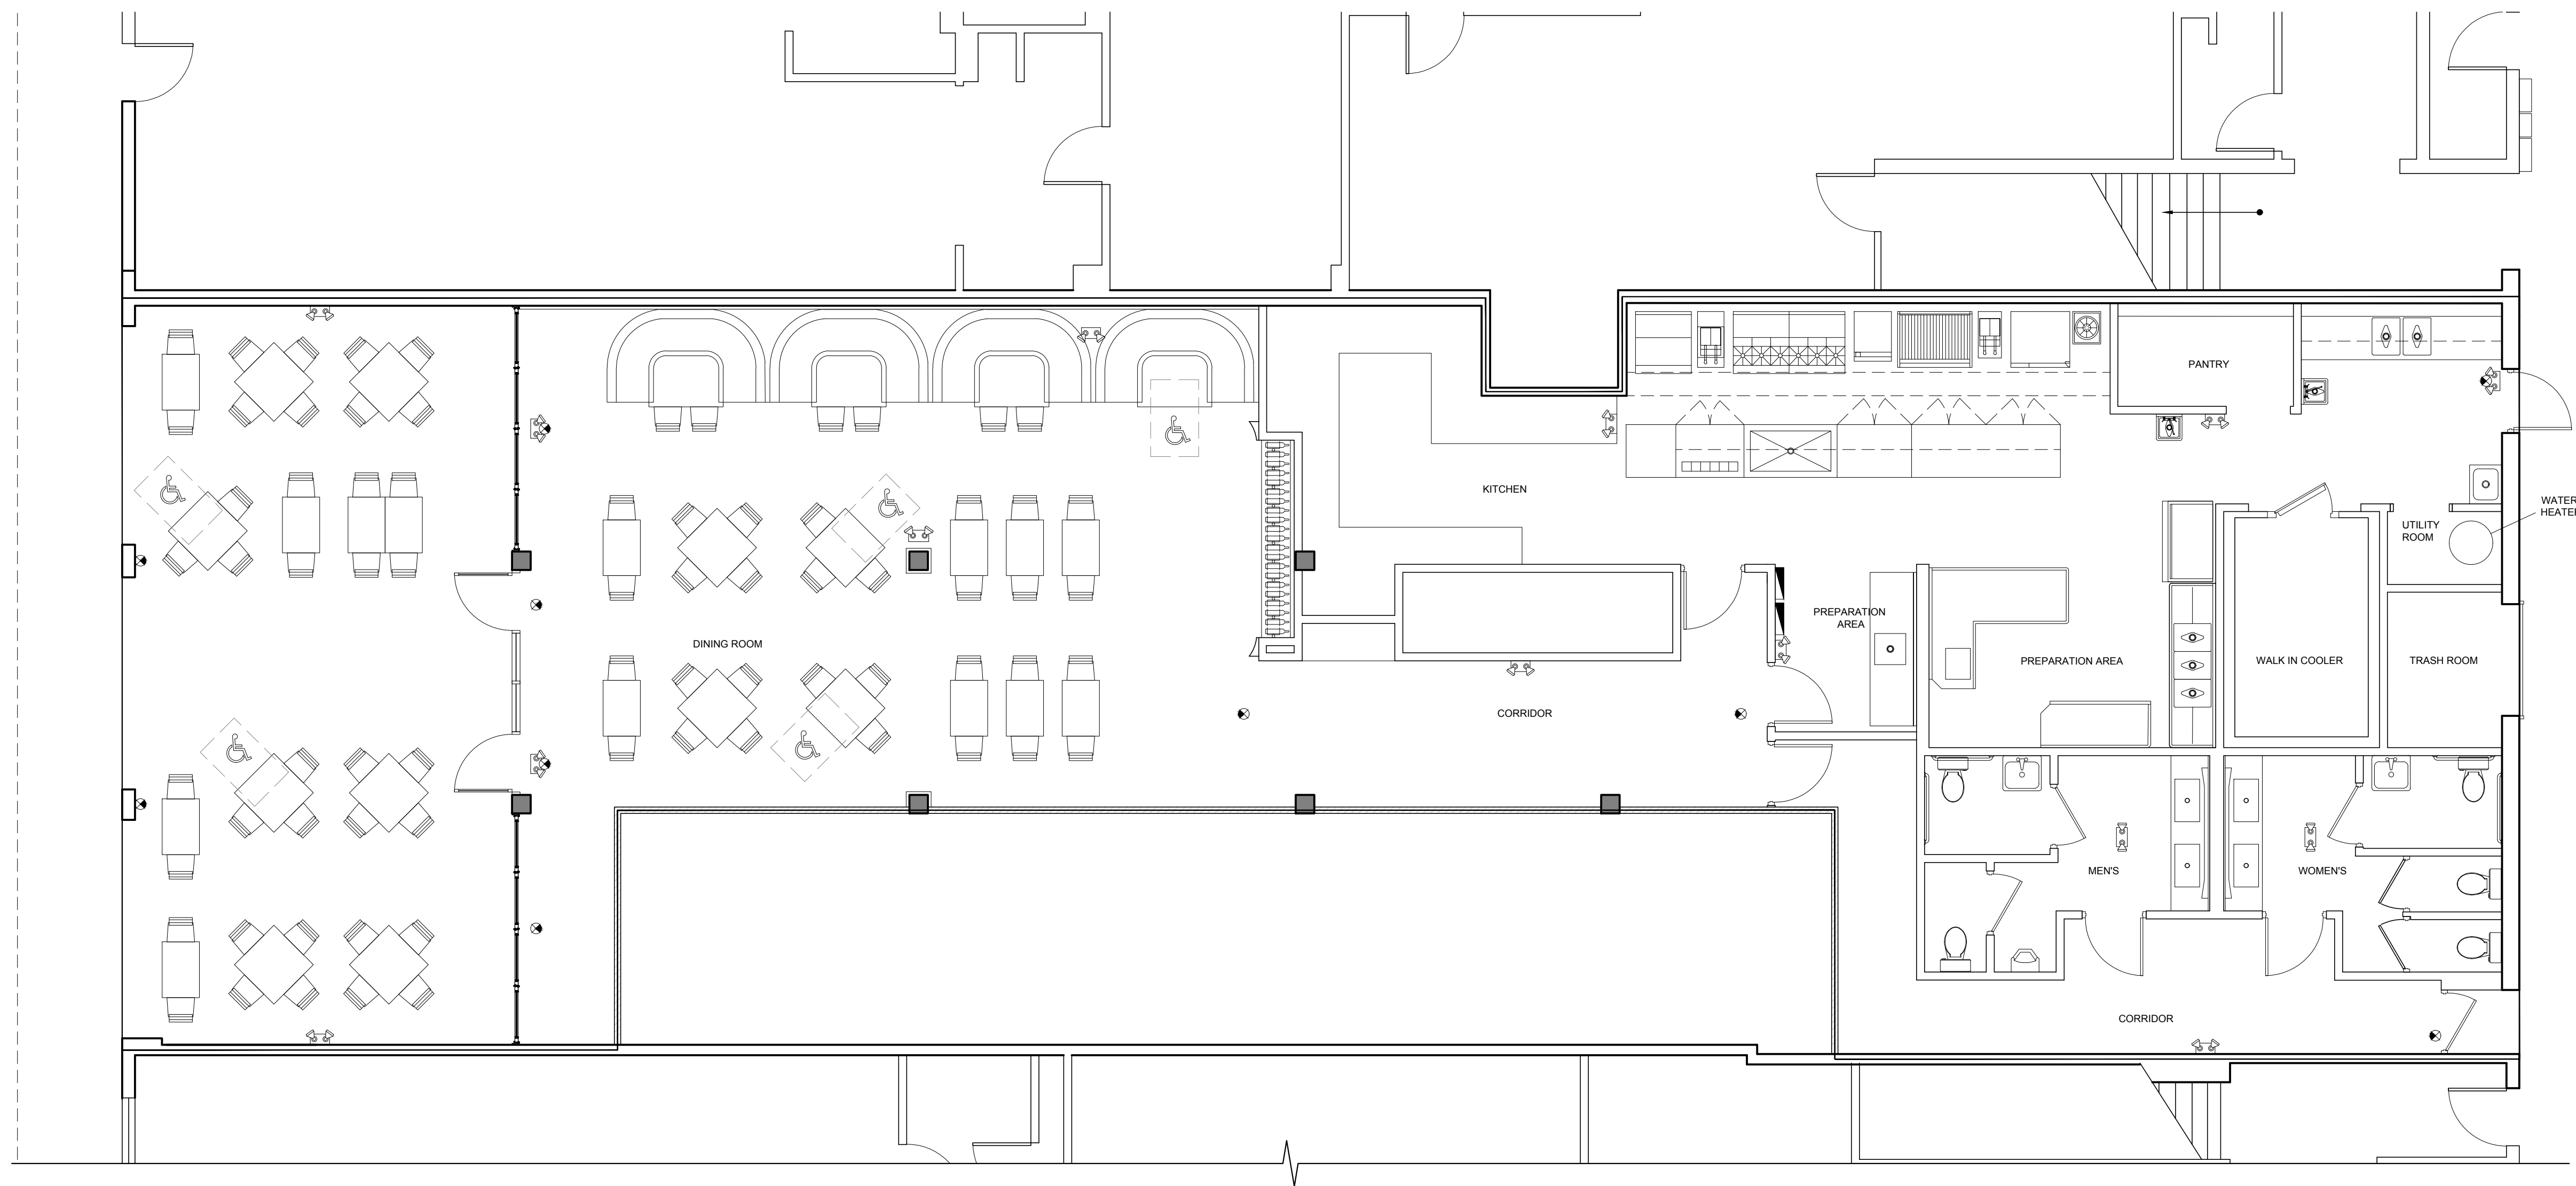 PANTRY
KITCHEN
WATER
HEATER
UTILITY
ROOM
PREPARATION
AREA
DINING ROOM
PREPARATION AREA
WALK IN COOLER
TRASH ROOM
CORRIDOR
MEN'S
WOMEN'S
CORRIDOR